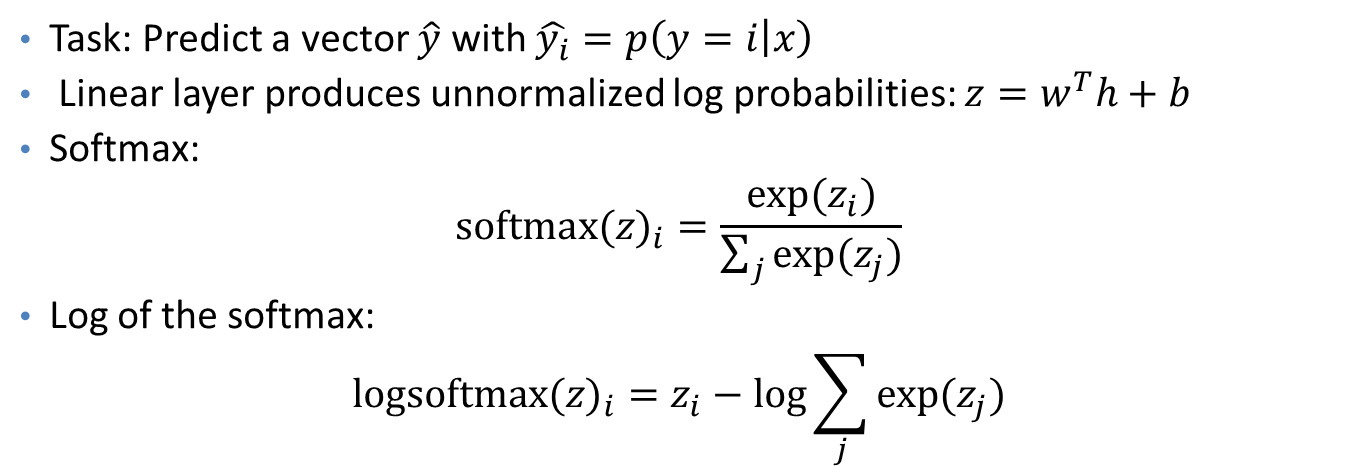 • Task: Predict a vector ŷ with ŷᵢ = p(y = i|x)
• Linear layer produces unnormalized log probabilities: z = wᵀh + b
• Softmax:
softmax(z)ᵢ = exp(zᵢ) / ∑ⱼ exp(zⱼ)
• Log of the softmax:
logsoftmax(z)ᵢ = zᵢ − log ∑ⱼ exp(zⱼ)